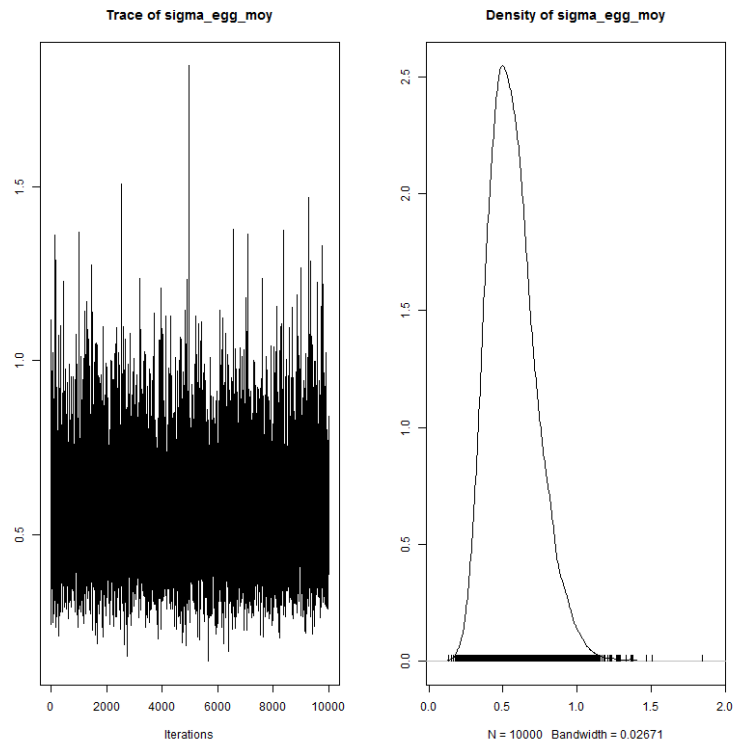 Trace of sigma_egg_moy
1.5
1.0
0.5
0 2000 4000 6000 8000 10000
Iterations
Density of sigma_egg_moy
2.5
2.0
1.5
1.0
0.5
0.0
0.0 0.5 1.0 1.5 2.0
N = 10000 Bandwidth = 0.02671